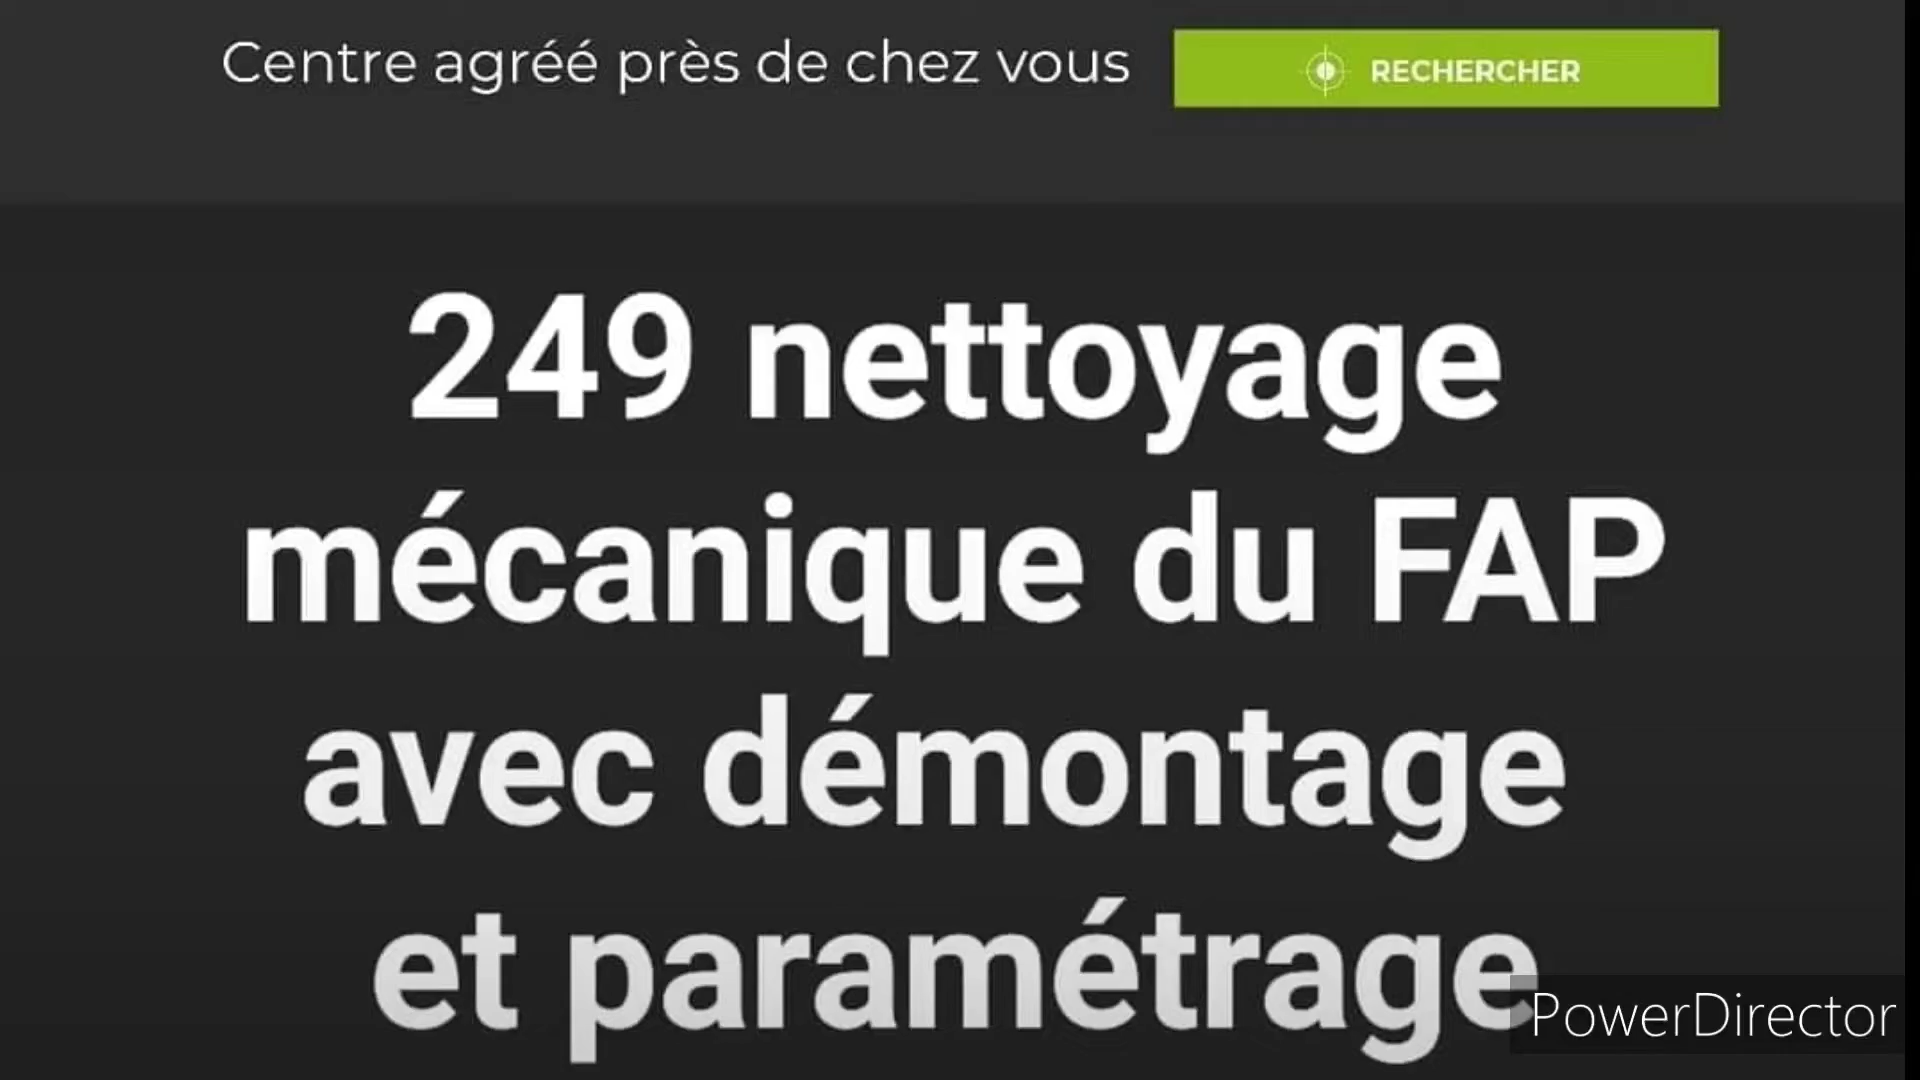 Centre agréé près de chez vous RECHERCHER
249 nettoyage
mécanique du FAP
avec démontage
et paramétrage
PowerDirector